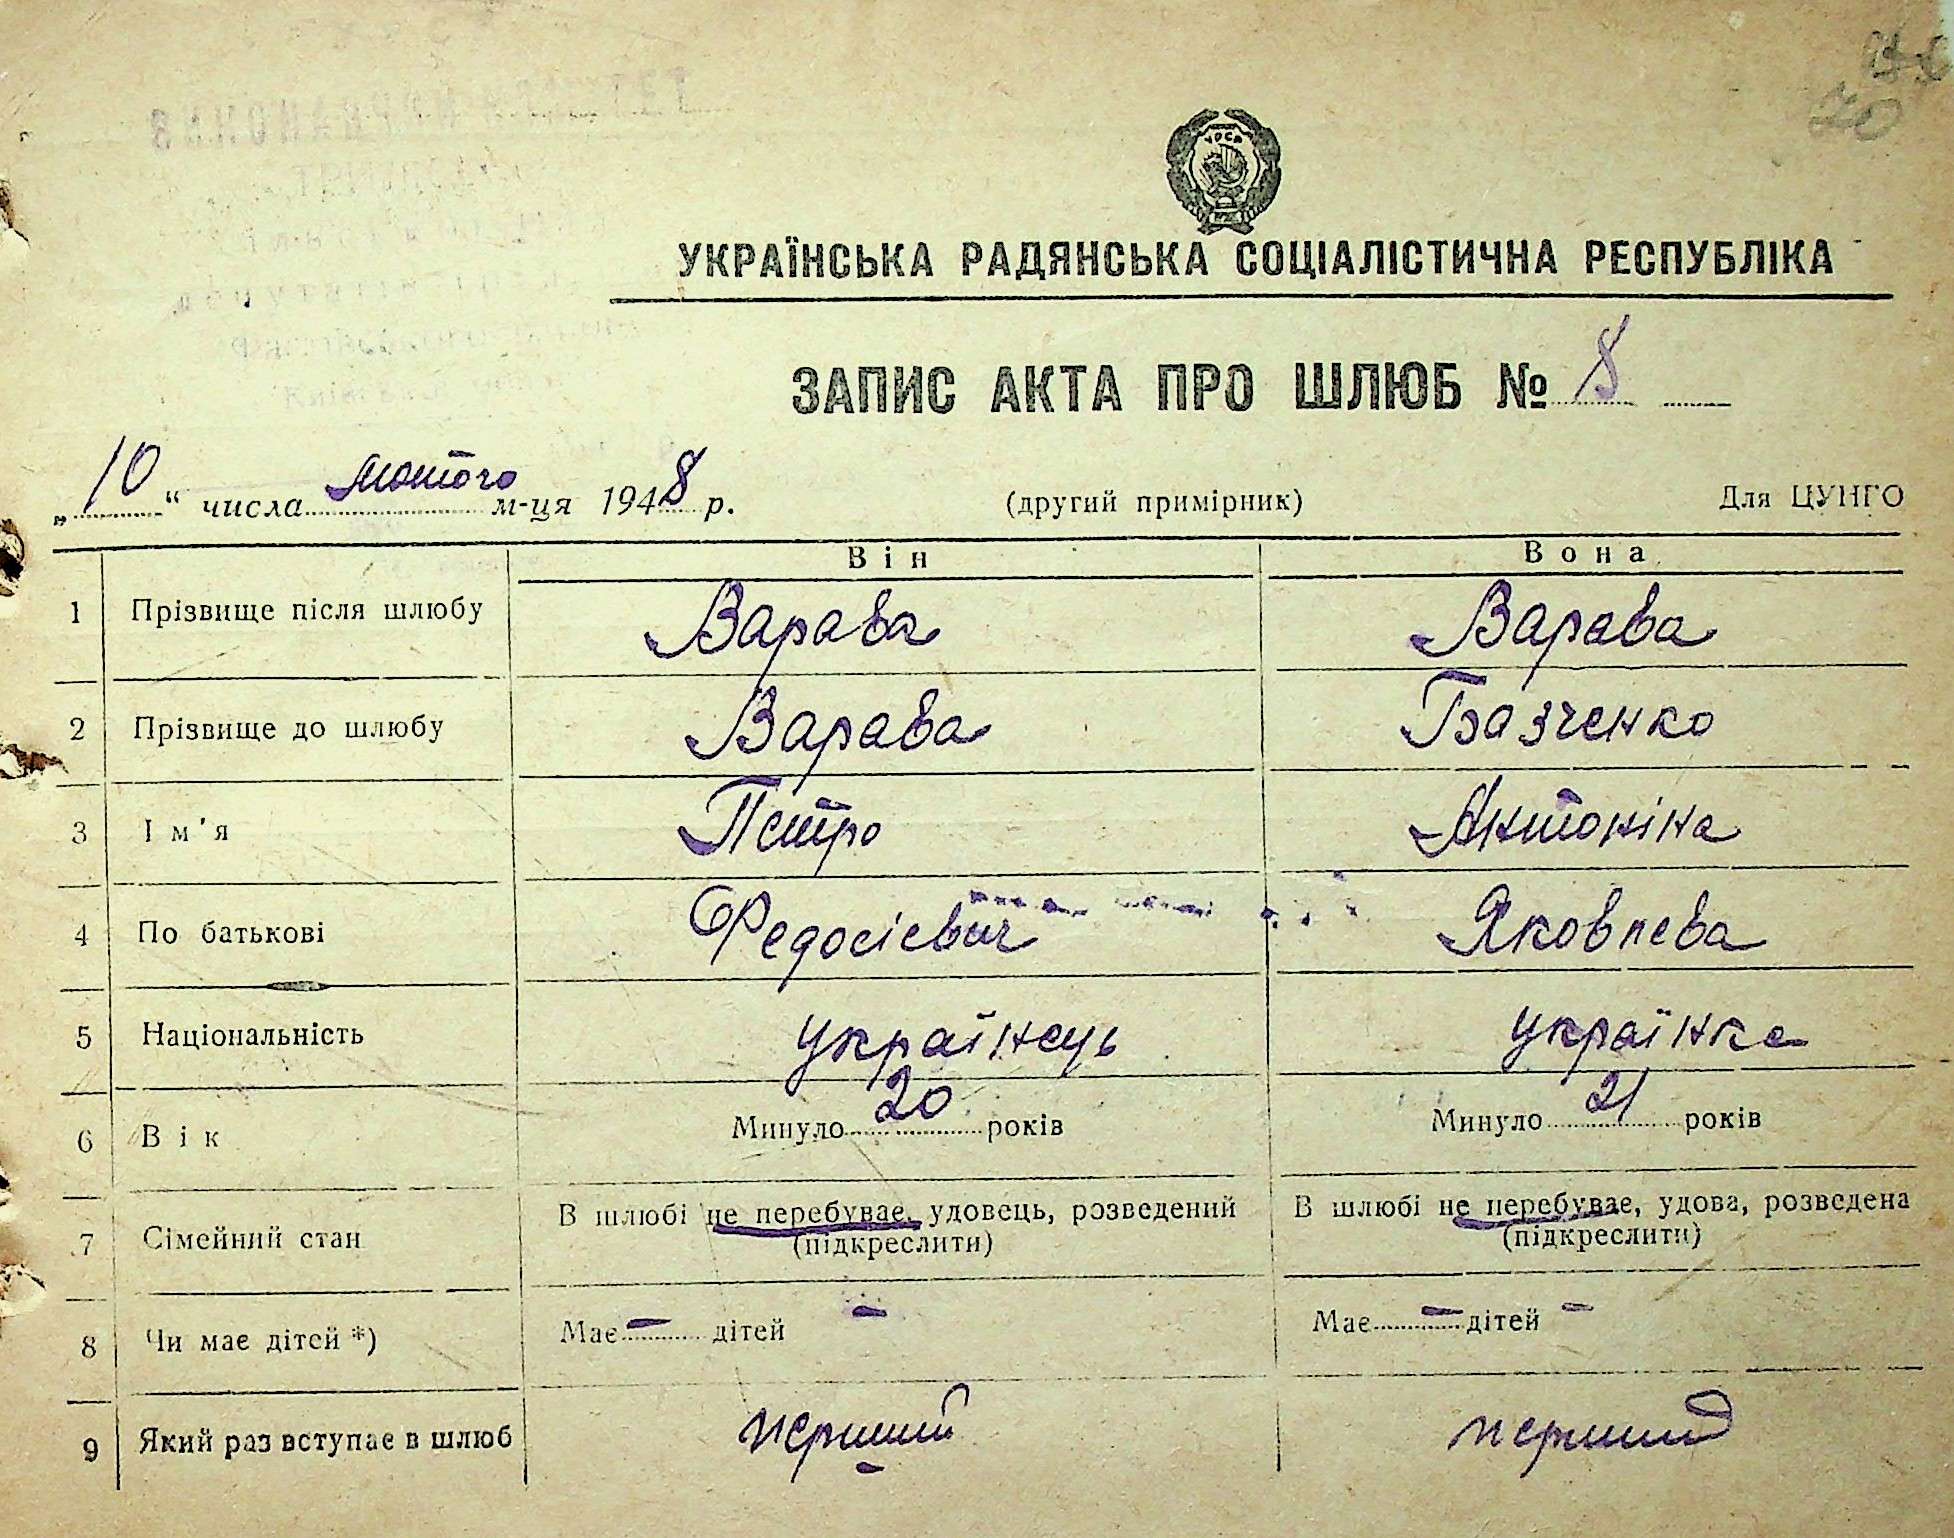 20
УРСР
УКРАЇНСЬКА РАДЯНСЬКА СОЦІАЛІСТИЧНА РЕСПУБЛІКА
ЗАПИС АКТА ПРО ШЛЮБ № 8
„10“ числа лютого м-ця 1948 р. (другий примірник) Для ЦУНГО
Він Вона
1 Прізвище після шлюбу Варава Варава
2 Прізвище до шлюбу Варава Базченко
3 Ім'я Петро Антоніна
4 По батькові Федосієвич Яковлева
5 Національність українець українка
6 Вік Минуло 20 років Минуло 21 років
7 Сімейний стан В шлюбі не перебуває, удовець, розведений В шлюбі не перебуває, удова, розведена
(підкреслити) (підкреслити)
8 Чи має дітей *) Має — дітей — Має — дітей —
9 Який раз вступає в шлюб перший перший